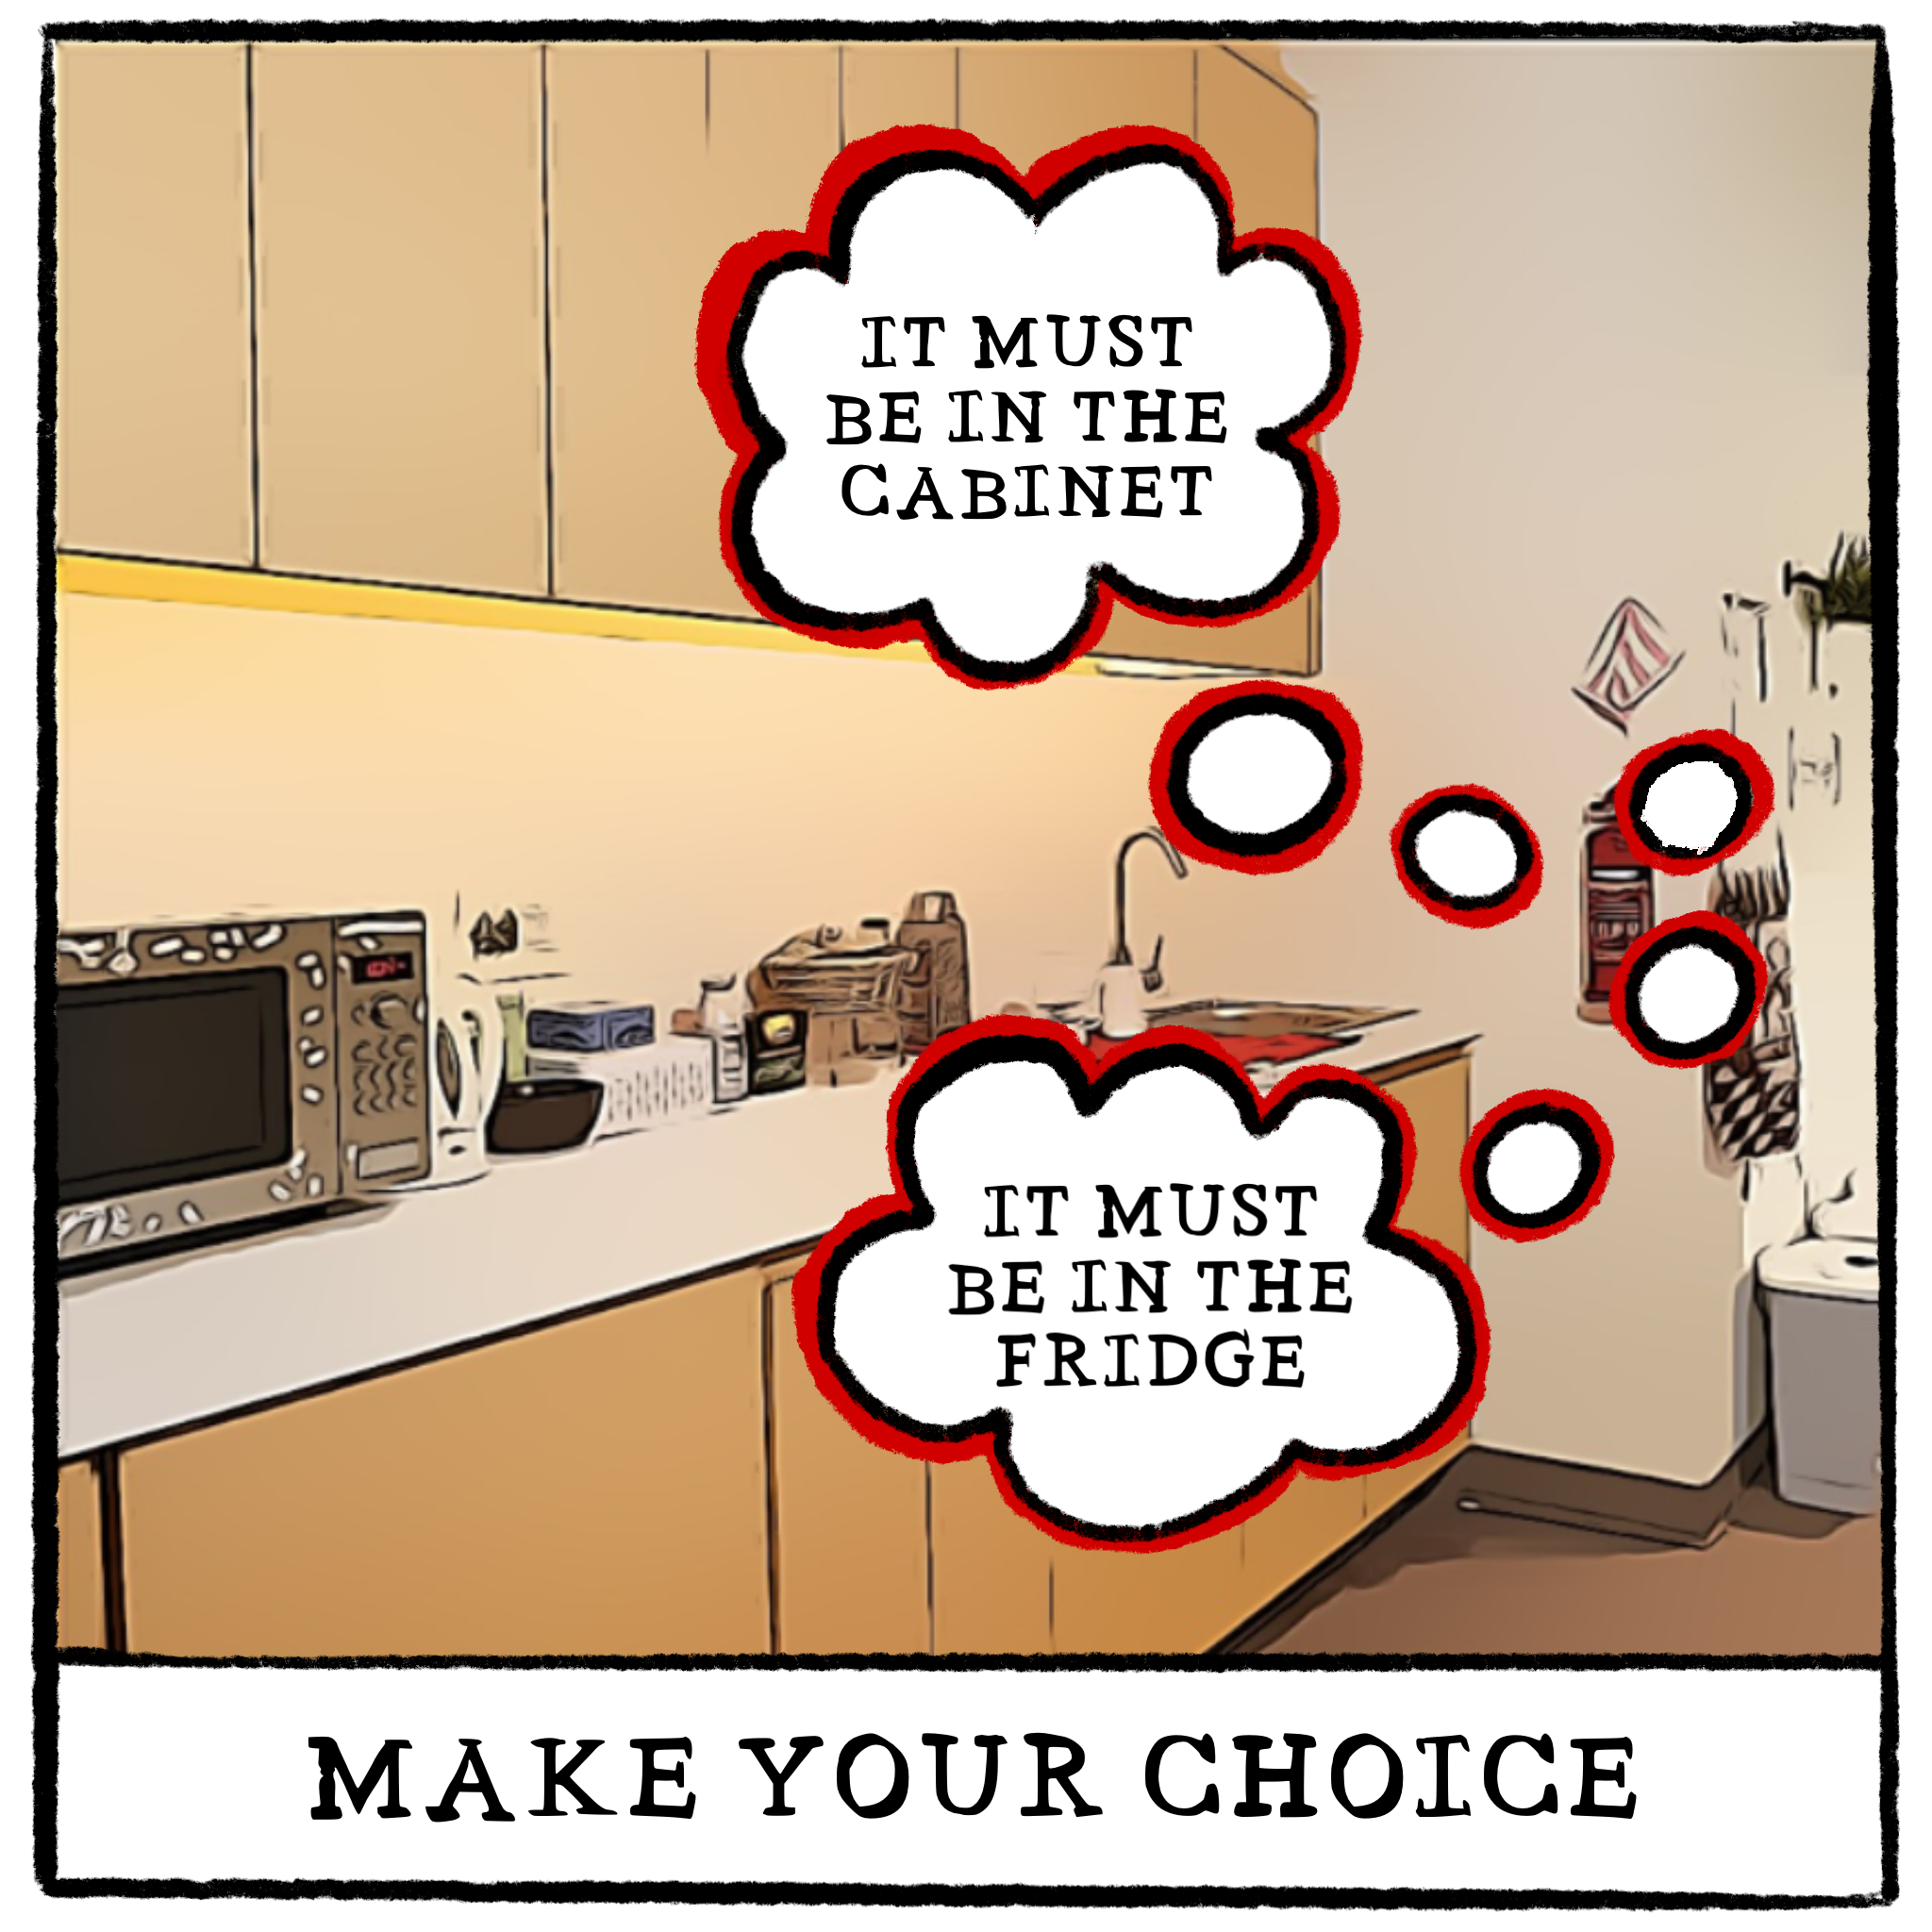 IT MUST
BE IN THE
CABINET
IT MUST
BE IN THE
FRIDGE
MAKE YOUR CHOICE